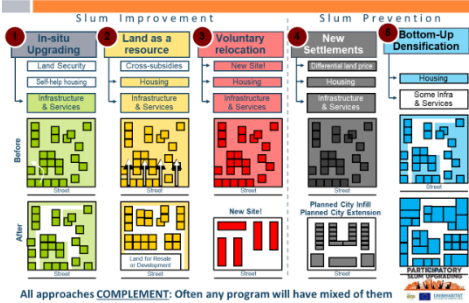 Slum Improvement
Slum Prevention
1
In-situ
Upgrading
Land Security
Self-help housing
Infrastructure
& Services
2
Land as a
resource
Cross-subsidies
Housing
Infrastructure
& Services
3
Voluntary
relocation
New Site!
Housing
Infrastructure
& Services
4
New
Settlements
Differential land price
Housing
Infrastructure
& Services
5
Bottom-Up
Densification
Housing
Some Infra
& Services
Before
Street
Street
Street
Street
Street
After
Land for Resale
or Development
New Site!
Planned City Infill
Planned City Extension
Street
Street
Street
Street
PARTICIPATORY
SLUM UPGRADING
All approaches COMPLEMENT: Often any program will have mixed of them
UN HABITAT